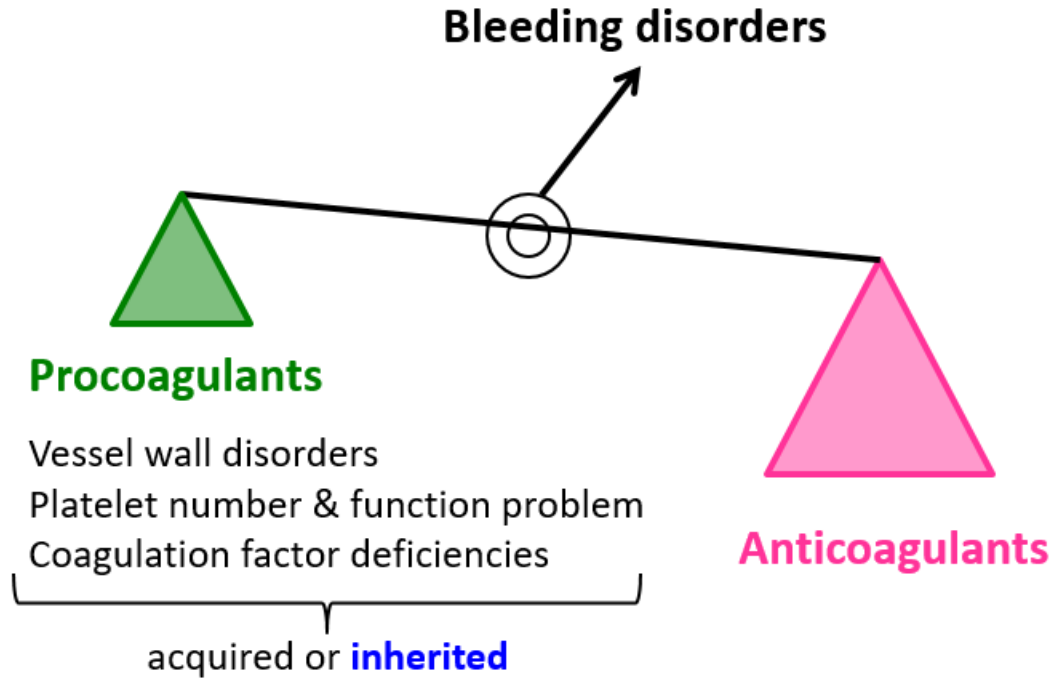 Bleeding disorders
Procoagulants
Vessel wall disorders
Platelet number & function problem
Coagulation factor deficiencies
acquired or inherited
Anticoagulants